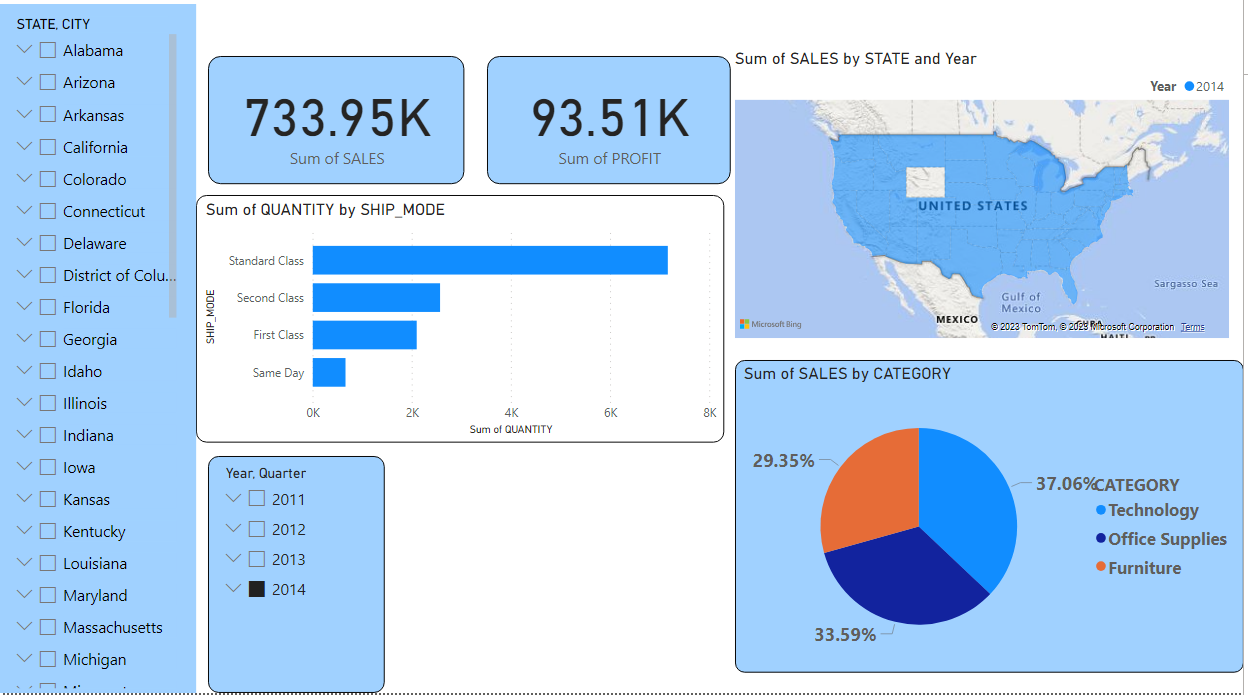 STATE, CITY
Alabama
Arizona
Arkansas
California
Colorado
Connecticut
Delaware
District of Colu...
Florida
Georgia
Idaho
Illinois
Indiana
Iowa
Kansas
Kentucky
Louisiana
Maryland
Massachusetts
Michigan
733.95K
Sum of SALES
93.51K
Sum of PROFIT
Sum of QUANTITY by SHIP_MODE
SHIP_MODE
Standard Class
Second Class
First Class
Same Day
0K 2K 4K 6K 8K
Sum of QUANTITY
Year, Quarter
2011
2012
2013
2014
Sum of SALES by STATE and Year
Year 2014
UNITED STATES
Sargasso Sea
Gulf of
Mexico
MEXICO
CUBA
HAITI
Microsoft Bing
© 2023 TomTom, © 2023 Microsoft Corporation Terms
Sum of SALES by CATEGORY
29.35%
37.06%
33.59%
CATEGORY
Technology
Office Supplies
Furniture